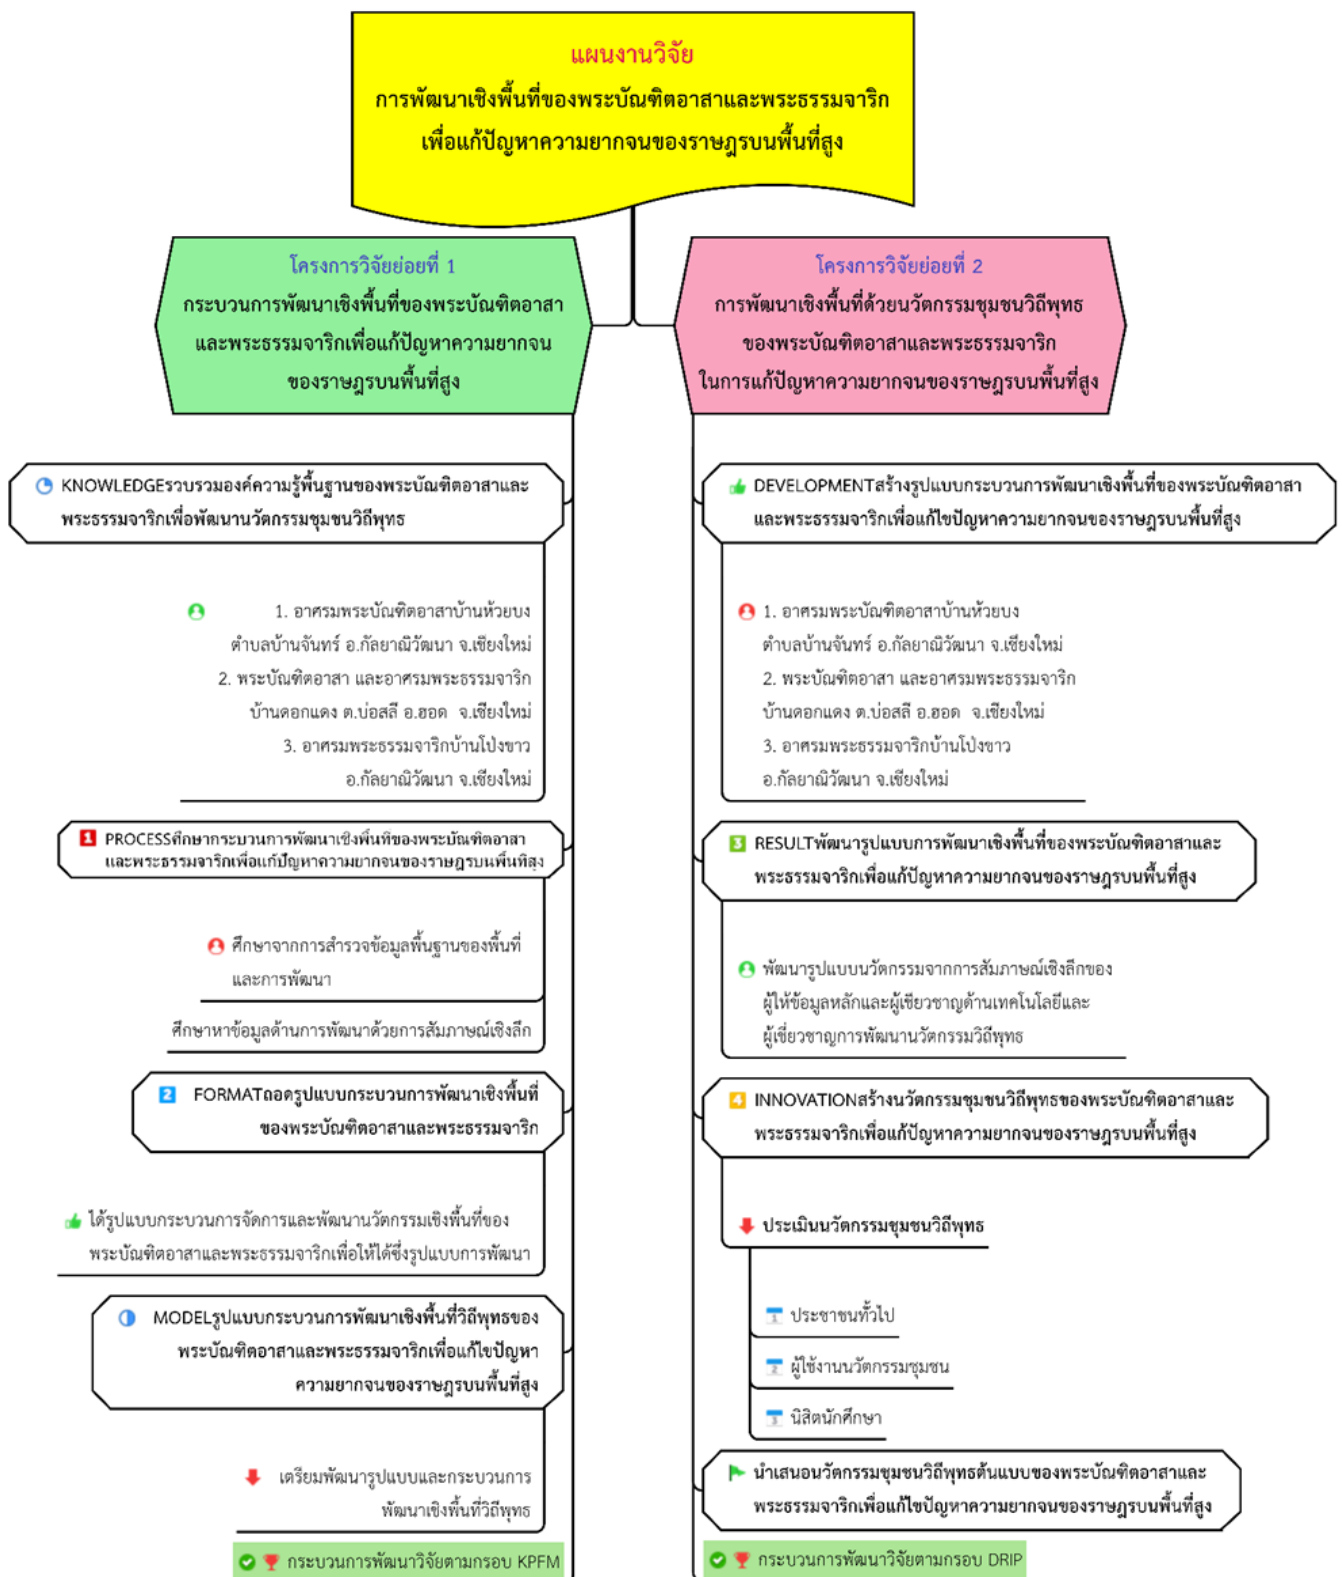 แผนงานวิจัย
การพัฒนาเชิงพื้นที่ของพระบัณฑิตอาสาและพระธรรมจาริก
เพื่อแก้ปัญหาความยากจนของราษฎรบนพื้นที่สูง
โครงการวิจัยย่อยที่ 1
กระบวนการพัฒนาเชิงพื้นที่ของพระบัณฑิตอาสา
และพระธรรมจาริกเพื่อแก้ปัญหาความยากจน
ของราษฎรบนพื้นที่สูง
KNOWLEDGEรวบรวมองค์ความรู้พื้นฐานของพระบัณฑิตอาสาและ
พระธรรมจาริกเพื่อพัฒนานวัตกรรมชุมชนวิถีพุทธ
1. อาศรมพระบัณฑิตอาสาบ้านห้วยบง
ตำบลบ้านจันทร์ อ.กัลยาณิวัฒนา จ.เชียงใหม่
2. พระบัณฑิตอาสา และอาศรมพระธรรมจาริก
บ้านดอกแดง ต.บ่อสลี อ.ฮอด จ.เชียงใหม่
3. อาศรมพระธรรมจาริกบ้านโป่งขาว
อ.กัลยาณิวัฒนา จ.เชียงใหม่
1 PROCESSศึกษากระบวนการพัฒนาเชิงพื้นที่ของพระบัณฑิตอาสา
และพระธรรมจาริกเพื่อแก้ปัญหาความยากจนของราษฎรบนพื้นที่สูง
ศึกษาจากการสำรวจข้อมูลพื้นฐานของพื้นที่
และการพัฒนา
ศึกษาหาข้อมูลด้านการพัฒนาด้วยการสัมภาษณ์เชิงลึก
2 FORMATถอดรูปแบบกระบวนการพัฒนาเชิงพื้นที่
ของพระบัณฑิตอาสาและพระธรรมจาริก
ได้รูปแบบกระบวนการจัดการและพัฒนานวัตกรรมเชิงพื้นที่ของ
พระบัณฑิตอาสาและพระธรรมจาริกเพื่อให้ได้ซึ่งรูปแบบการพัฒนา
MODELรูปแบบกระบวนการพัฒนาเชิงพื้นที่วิถีพุทธของ
พระบัณฑิตอาสาและพระธรรมจาริกเพื่อแก้ไขปัญหา
ความยากจนของราษฎรบนพื้นที่สูง
เตรียมพัฒนารูปแบบและกระบวนการ
พัฒนาเชิงพื้นที่วิถีพุทธ
กระบวนการพัฒนาวิจัยตามกรอบ KPFM
โครงการวิจัยย่อยที่ 2
การพัฒนาเชิงพื้นที่ด้วยนวัตกรรมชุมชนวิถีพุทธ
ของพระบัณฑิตอาสาและพระธรรมจาริก
ในการแก้ปัญหาความยากจนของราษฎรบนพื้นที่สูง
DEVELOPMENTสร้างรูปแบบกระบวนการพัฒนาเชิงพื้นที่ของพระบัณฑิตอาสา
และพระธรรมจาริกเพื่อแก้ไขปัญหาความยากจนของราษฎรบนพื้นที่สูง
1. อาศรมพระบัณฑิตอาสาบ้านห้วยบง
ตำบลบ้านจันทร์ อ.กัลยาณิวัฒนา จ.เชียงใหม่
2. พระบัณฑิตอาสา และอาศรมพระธรรมจาริก
บ้านดอกแดง ต.บ่อสลี อ.ฮอด จ.เชียงใหม่
3. อาศรมพระธรรมจาริกบ้านโป่งขาว
อ.กัลยาณิวัฒนา จ.เชียงใหม่
3 RESULTพัฒนารูปแบบการพัฒนาเชิงพื้นที่ของพระบัณฑิตอาสาและ
พระธรรมจาริกเพื่อแก้ปัญหาความยากจนของราษฎรบนพื้นที่สูง
พัฒนารูปแบบนวัตกรรมจากการสัมภาษณ์เชิงลึกของ
ผู้ให้ข้อมูลหลักและผู้เชียวชาญด้านเทคโนโลยีและ
ผู้เชี่ยวชาญการพัฒนานวัตกรรมวิถีพุทธ
4 INNOVATIONสร้างนวัตกรรมชุมชนวิถีพุทธของพระบัณฑิตอาสาและ
พระธรรมจาริกเพื่อแก้ปัญหาความยากจนของราษฎรบนพื้นที่สูง
ประเมินนวัตกรรมชุมชนวิถีพุทธ
1 ประชาชนทั้วไป
2 ผู้ใช้งานนวัตกรรมชุมชน
3 นิสิตนักศึกษา
นำเสนอนวัตกรรมชุมชนวิถีพุทธต้นแบบของพระบัณฑิตอาสาและ
พระธรรมจาริกเพื่อแก้ไขปัญหาความยากจนของราษฎรบนพื้นที่สูง
กระบวนการพัฒนาวิจัยตามกรอบ DRIP